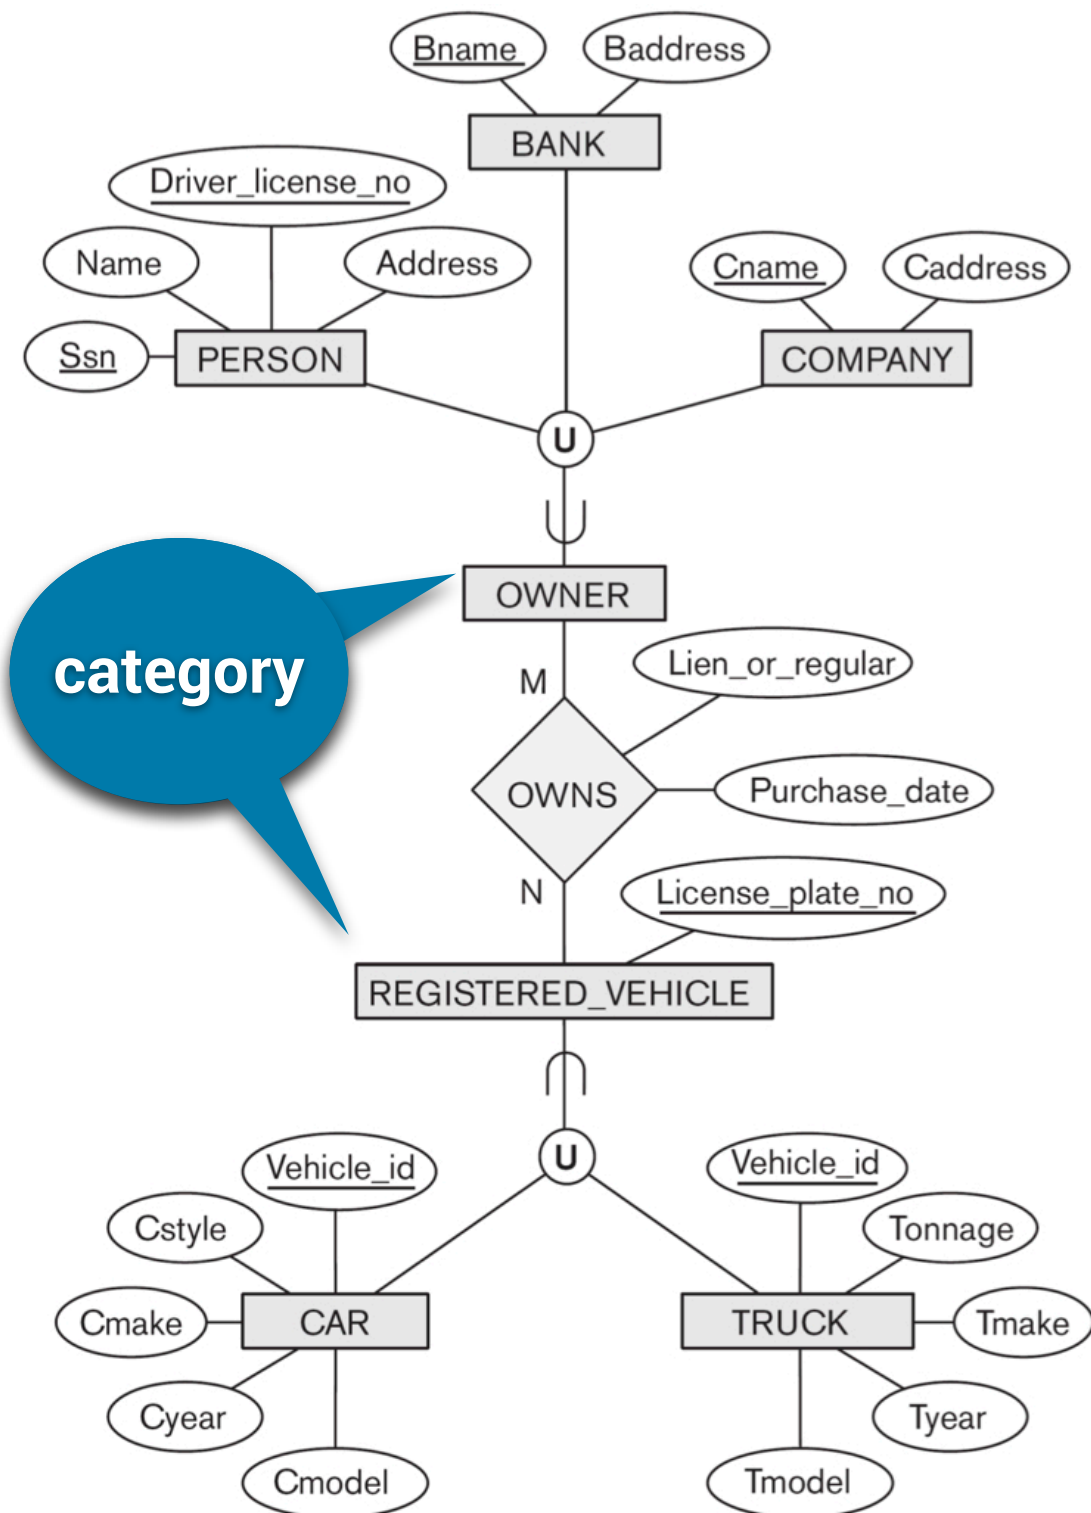 Bname
Baddress
BANK
Driver_license_no
Name
Address
Cname
Caddress
Ssn
PERSON
COMPANY
U
OWNER
category
M
Lien_or_regular
OWNS
Purchase_date
N
License_plate_no
REGISTERED_VEHICLE
U
Vehicle_id
Vehicle_id
Cstyle
Tonnage
Cmake
CAR
TRUCK
Tmake
Cyear
Tyear
Cmodel
Tmodel